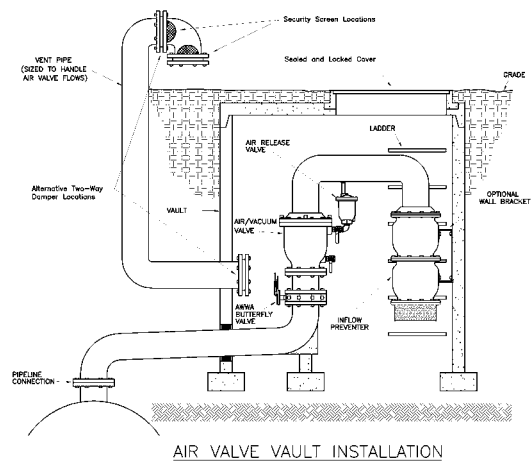 Security Screen Locations
VENT PIPE
(SIZED TO HANDLE
AIR VALVE FLOWS)
Sealed and Locked Cover
GRADE
LADDER
AIR RELEASE
VALVE
Alternative Two-Way
Damper Locations
VAULT
AIR/VACUUM
VALVE
OPTIONAL
WALL BRACKET
AWWA
BUTTERFLY
VALVE
INFLOW
PREVENTER
PIPELINE
CONNECTION
AIR VALVE VAULT INSTALLATION